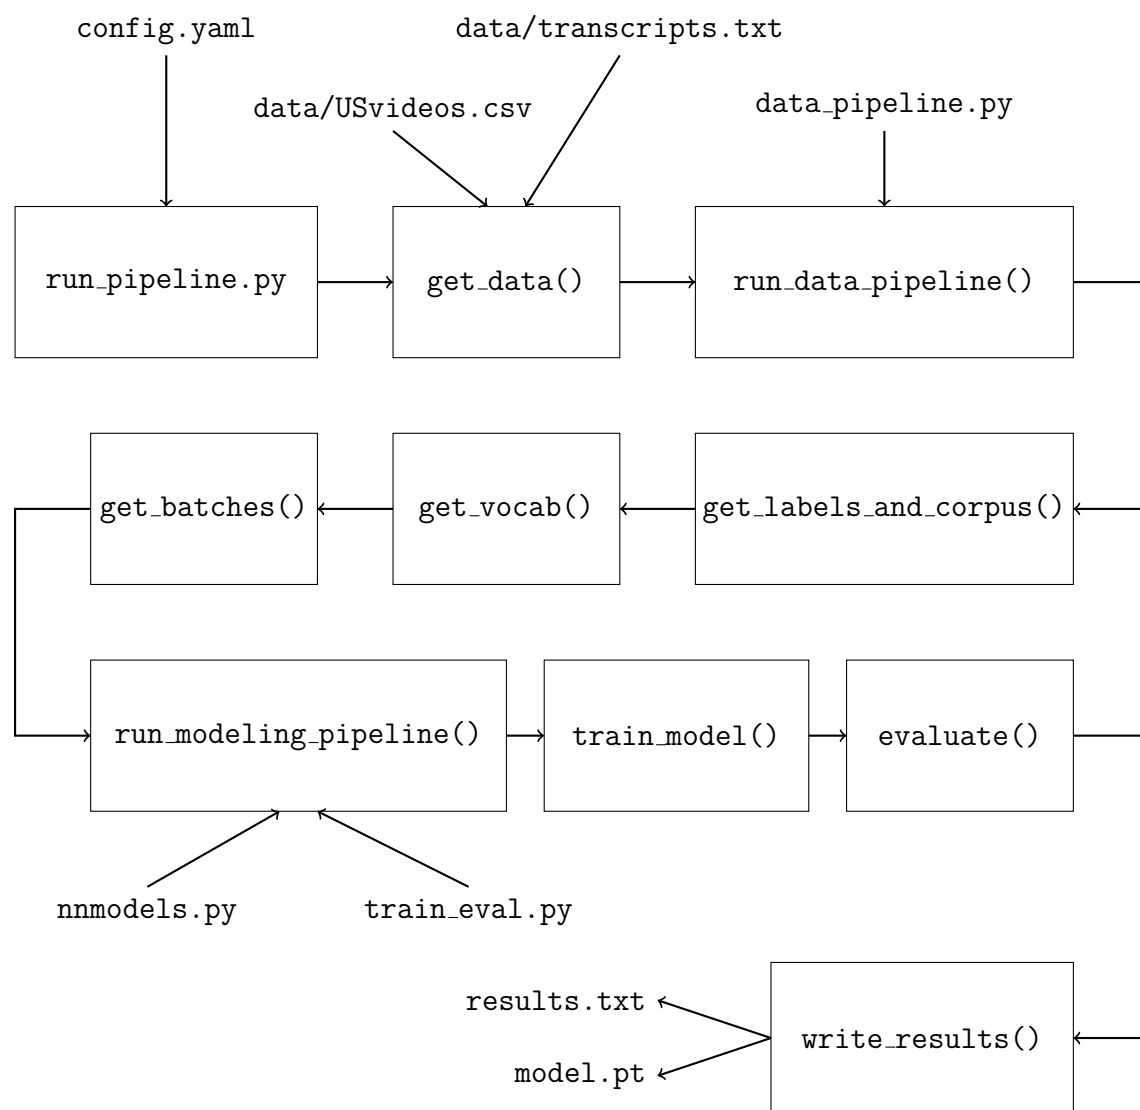 config.yaml
data/transcripts.txt
data/USvideos.csv
data_pipeline.py
run_pipeline.py
get_data()
run_data_pipeline()
get_batches()
get_vocab()
get_labels_and_corpus()
run_modeling_pipeline()
train_model()
evaluate()
nnmodels.py
train_eval.py
results.txt
write_results()
model.pt